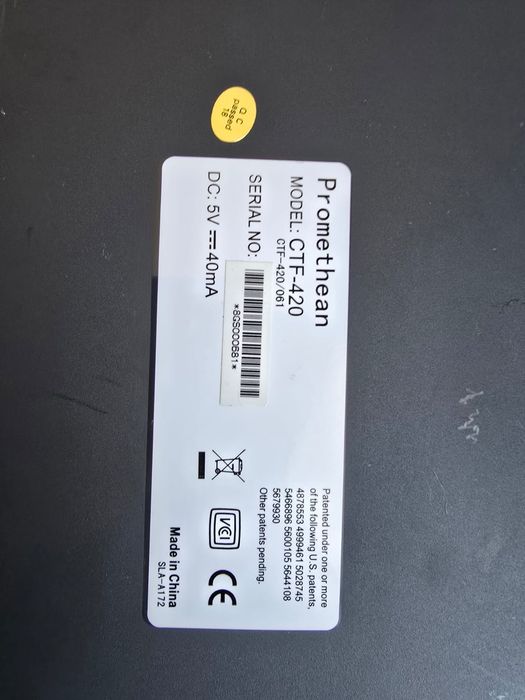 Q C
passed
18
Promethean
MODEL: CTF-420
CTF-420/061
SERIAL NO:
*8GS000681*
DC: 5V ⎓ 40mA
Patented under one or more
of the following U.S. patents,
4878553 4999461 5028745
5466896 5600105 5644108
5679930
Other patents pending.
VCI
CE
Made in China
SLA-A172